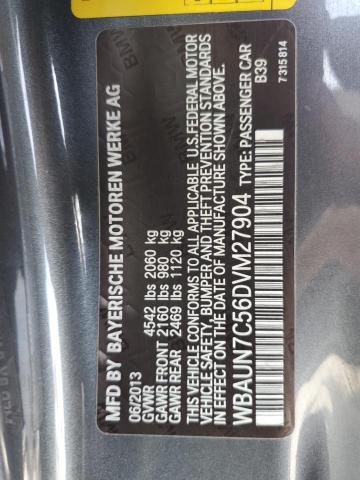 MFD BY BAYERISCHE MOTOREN WERKE AG
06/2013
GVWR 4542 lbs 2060 kg
GAWR FRONT 2160 lbs 980 kg
GAWR REAR 2469 lbs 1120 kg
VEHICLE CONFORMS TO ALL APPLICABLE U.S. FEDERAL MOTOR
VEHICLE SAFETY, BUMPER AND THEFT PREVENTION STANDARDS
IN EFFECT ON THE DATE OF MANUFACTURE SHOWN ABOVE.
WBAUN7C56DVM27904 TYPE: PASSENGER CAR
B39
7315814
BMW
BMW